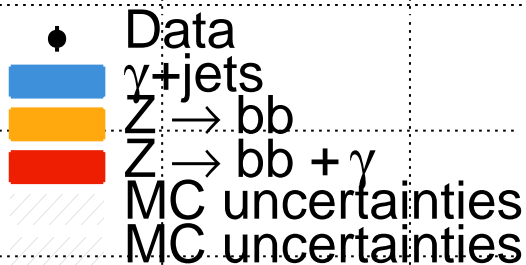 Data
γ+jets
Z → bb
Z → bb + γ
MC uncertainties
MC uncertainties